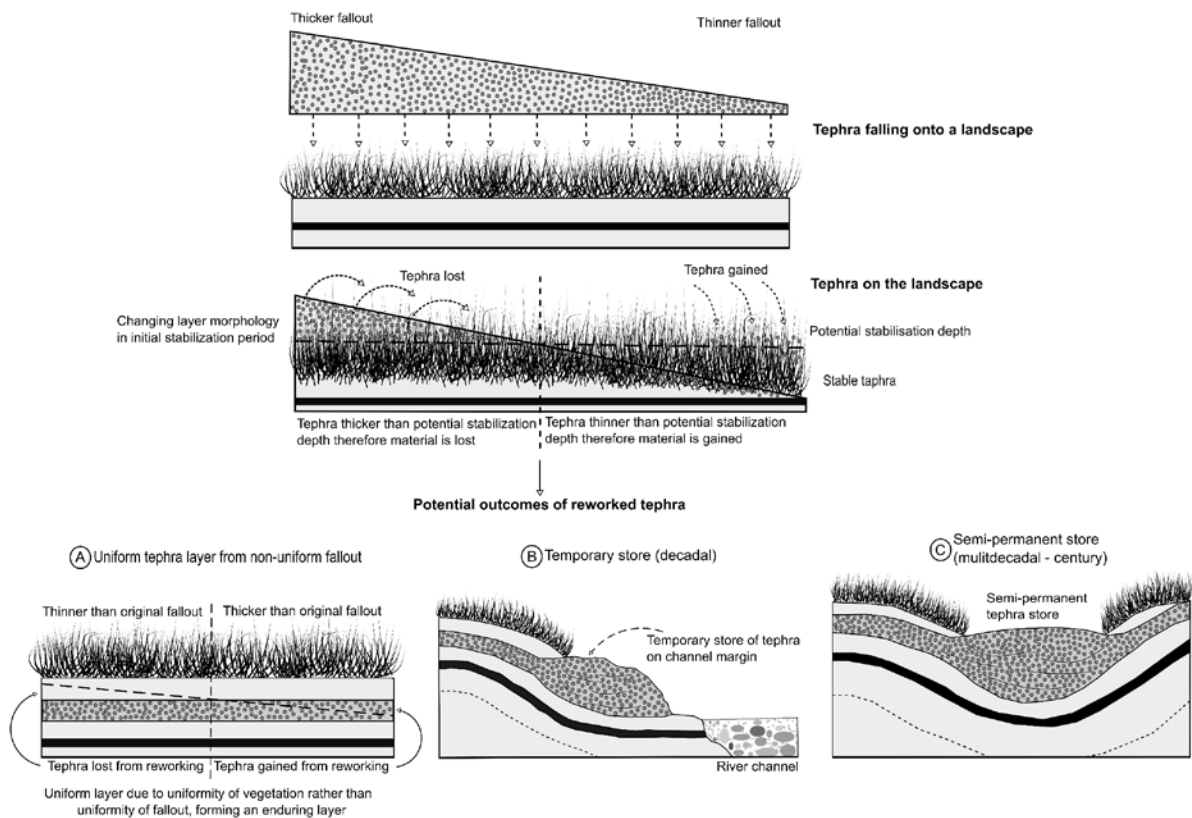 Thicker fallout
Thinner fallout
Tephra falling onto a landscape
Tephra lost
Tephra gained
Tephra on the landscape
Changing layer morphology
in initial stabilization period
Potential stabilisation depth
Stable taphra
Tephra thicker than potential stabilization
depth therefore material is lost
Tephra thinner than potential stabilization
depth therefore material is gained
Potential outcomes of reworked tephra
A Uniform tephra layer from non-uniform fallout
Thinner than original fallout
Thicker than original fallout
Tephra lost from reworking
Tephra gained from reworking
Uniform layer due to uniformity of vegetation rather than
uniformity of fallout, forming an enduring layer
B Temporary store (decadal)
Temporary store of tephra
on channel margin
River channel
C Semi-permanent store
(mulitdecadal - century)
Semi-permanent
tephra store